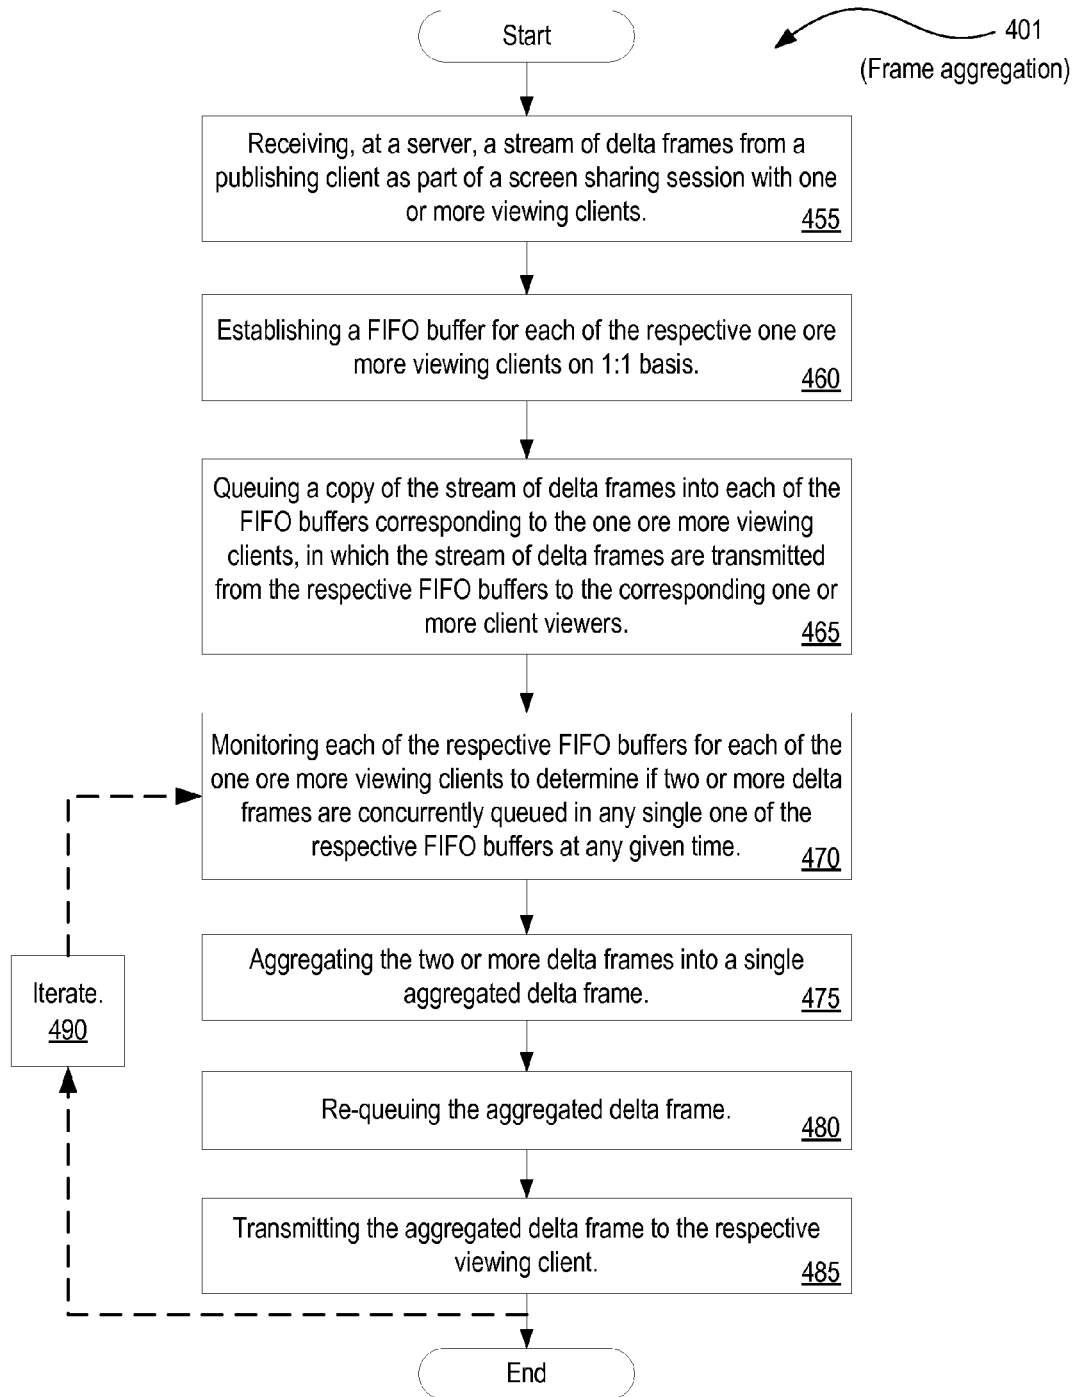 Start
401
(Frame aggregation)
Receiving, at a server, a stream of delta frames from a
publishing client as part of a screen sharing session with one
or more viewing clients.
455
Establishing a FIFO buffer for each of the respective one ore
more viewing clients on 1:1 basis.
460
Queuing a copy of the stream of delta frames into each of the
FIFO buffers corresponding to the one ore more viewing
clients, in which the stream of delta frames are transmitted
from the respective FIFO buffers to the corresponding one or
more client viewers.
465
Monitoring each of the respective FIFO buffers for each of the
one ore more viewing clients to determine if two or more delta
frames are concurrently queued in any single one of the
respective FIFO buffers at any given time.
470
Aggregating the two or more delta frames into a single
aggregated delta frame.
475
Iterate.
490
Re-queuing the aggregated delta frame.
480
Transmitting the aggregated delta frame to the respective
viewing client.
485
End